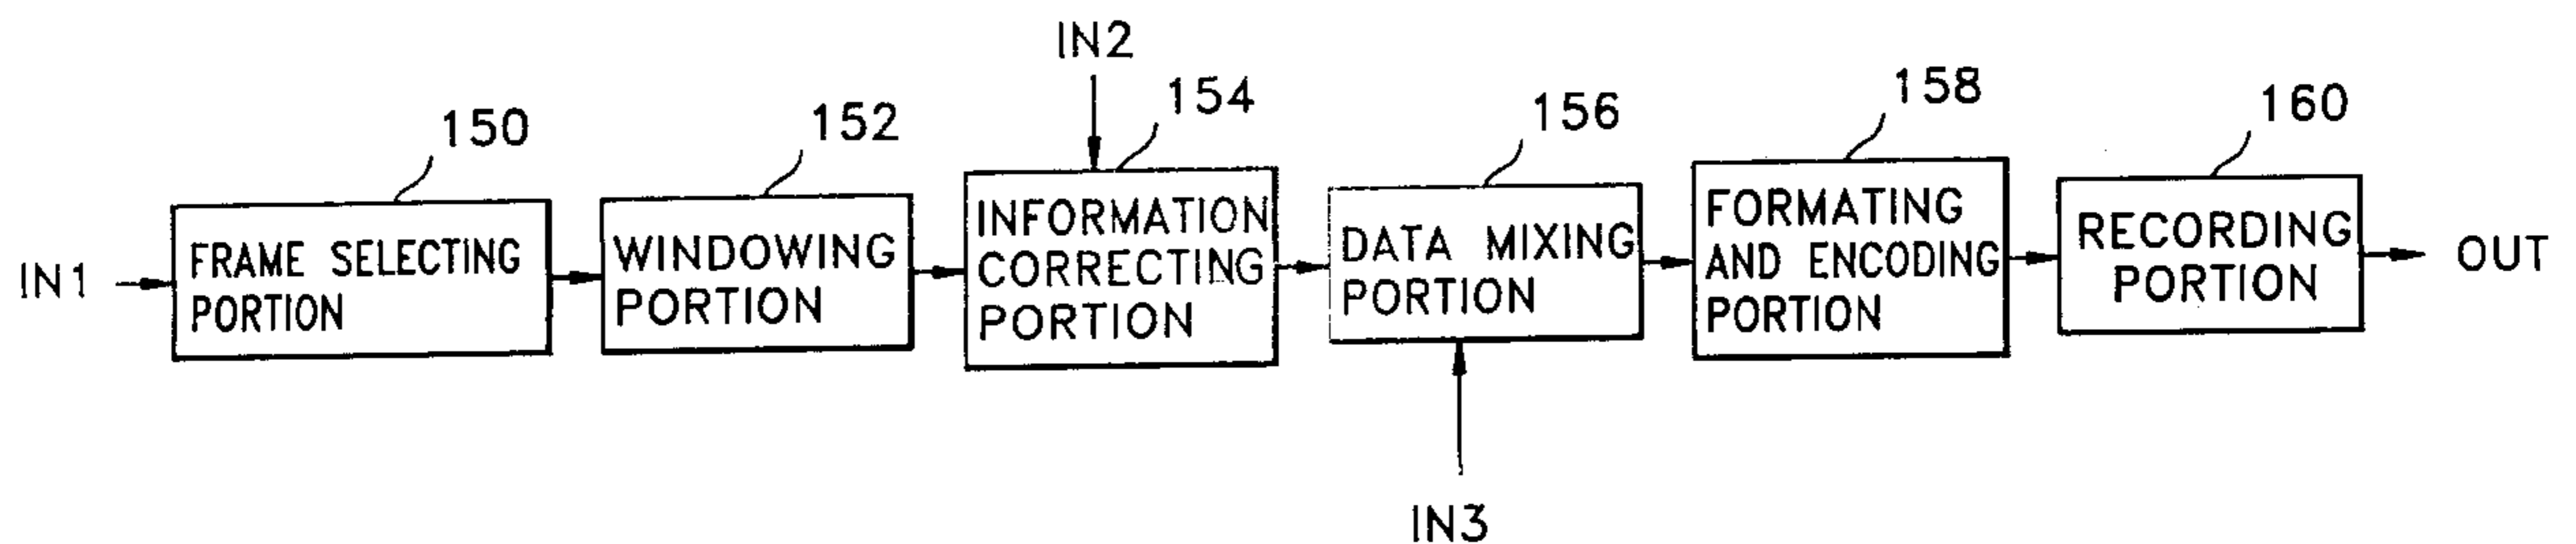 IN2
150
152
154
156
158
160
IN1
FRAME SELECTING
PORTION
WINDOWING
PORTION
INFORMATION
CORRECTING
PORTION
DATA MIXING
PORTION
FORMATING
AND ENCODING
PORTION
RECORDING
PORTION
OUT
IN3